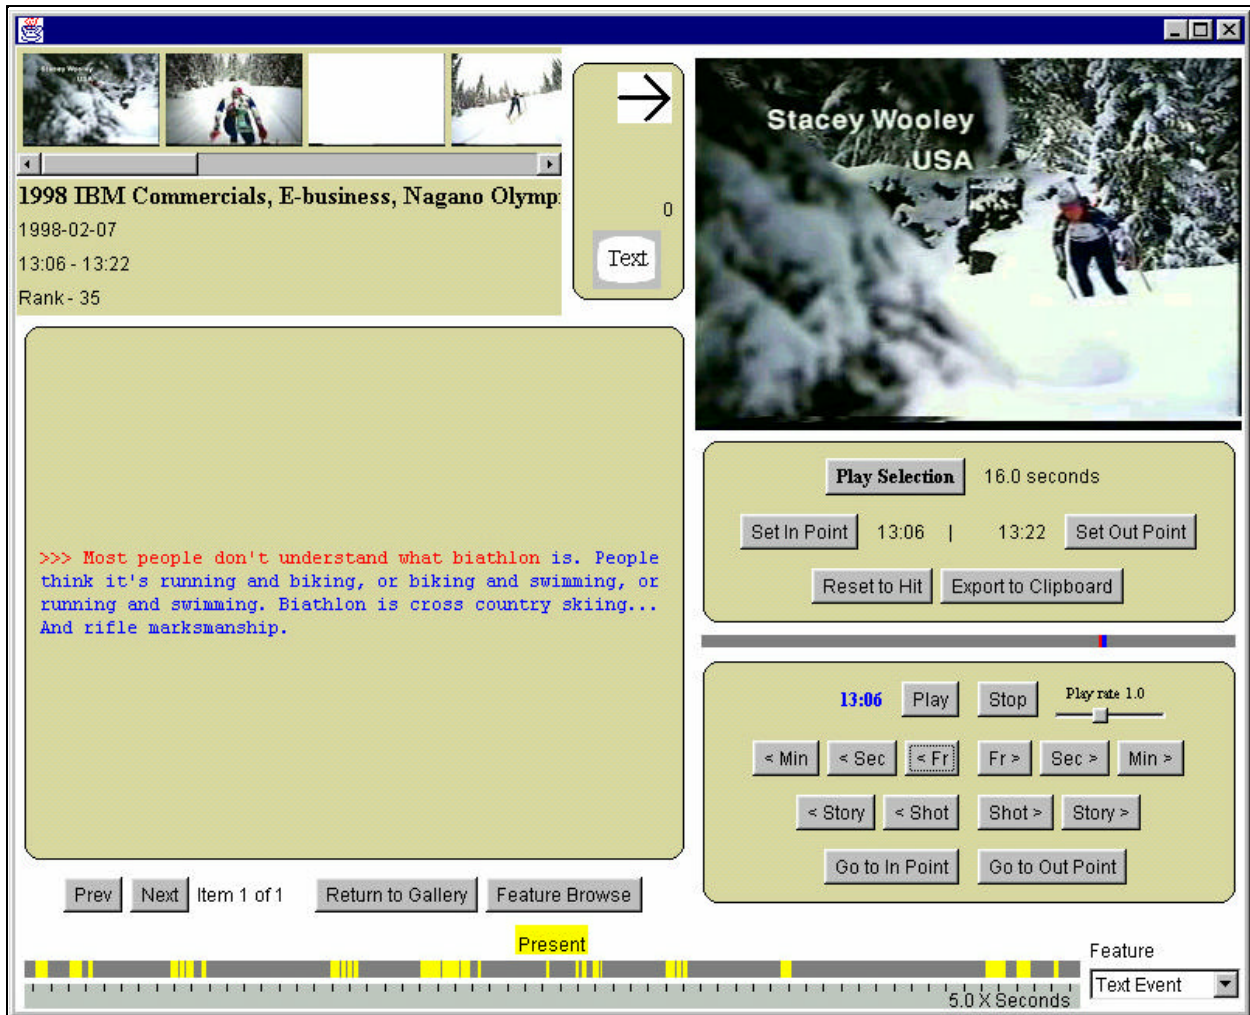 Stacey Wooley
USA
1998 IBM Commercials, E-business, Nagano Olymp
1998-02-07
13:06 - 13:22
Rank - 35
0
Text
Stacey Wooley
USA
>>> Most people don't understand what biathlon is. People
think it's running and biking, or biking and swimming, or
running and swimming. Biathlon is cross country skiing...
And rifle marksmanship.
Play Selection 16.0 seconds
Set In Point 13:06 | 13:22 Set Out Point
Reset to Hit Export to Clipboard
13:06 Play Stop Play rate 1.0
< Min < Sec < Fr Fr > Sec > Min >
< Story < Shot Shot > Story >
Go to In Point Go to Out Point
Prev Next Item 1 of 1 Return to Gallery Feature Browse
Present
Feature
Text Event
5.0 X Seconds